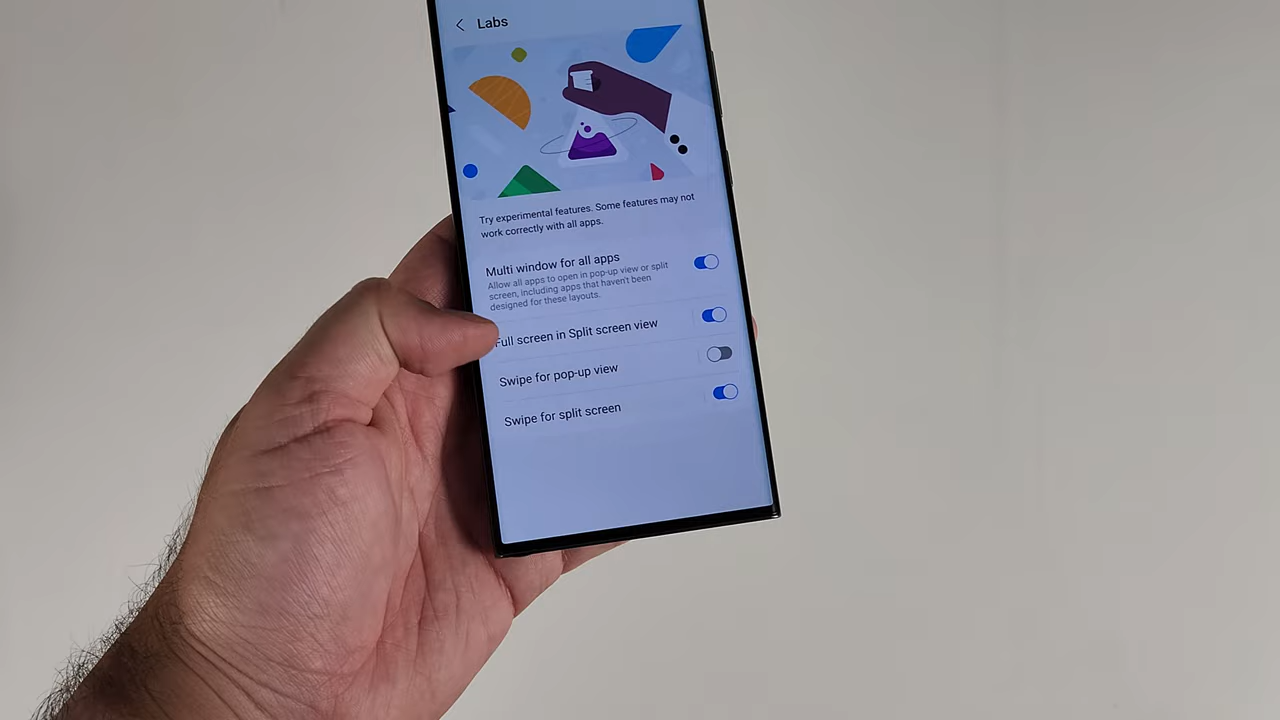 Labs
Try experimental features. Some features may not
work correctly with all apps.
Multi window for all apps
Allow all apps to open in pop-up view or split
screen, including apps that haven't been
designed for these layouts.
Full screen in Split screen view
Swipe for pop-up view
Swipe for split screen